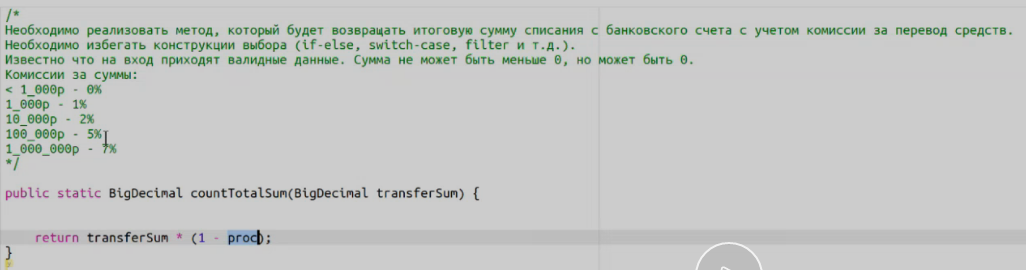 /*
Необходимо реализовать метод, который будет возвращать итоговую сумму списания с банковского счета с учетом комиссии за перевод средств.
Необходимо избегать конструкции выбора (if-else, switch-case, filter и т.д.).
Известно что на вход приходят валидные данные. Сумма не может быть меньше 0, но может быть 0.
Комиссии за суммы:
< 1_000р - 0%
1_000р - 1%
10_000р - 2%
100_000р - 5%
1_000_000р - 7%
*/
public static BigDecimal countTotalSum(BigDecimal transferSum) {
return transferSum * (1 - proc);
}